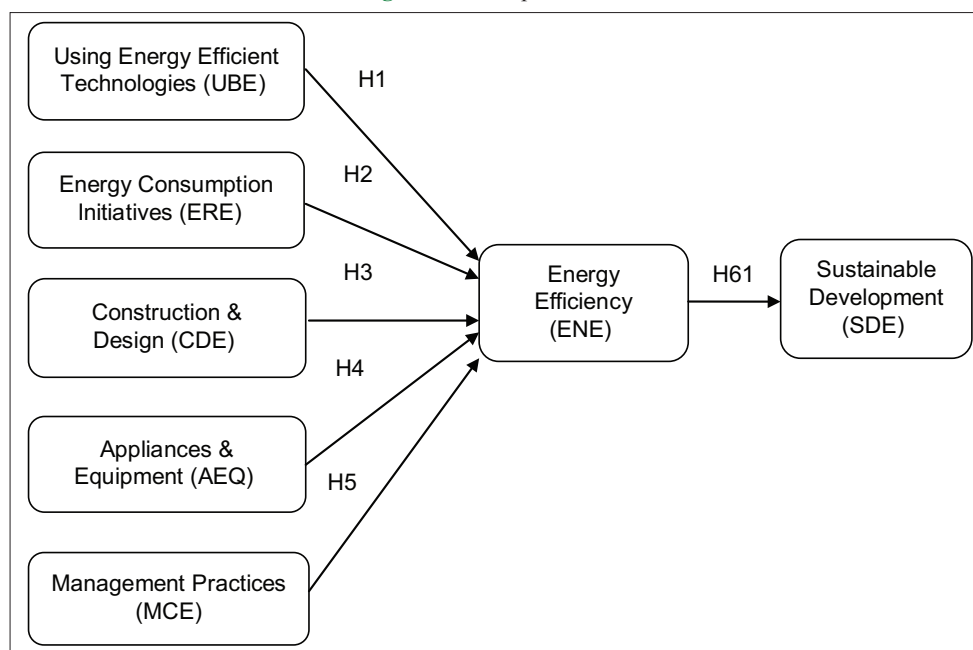 Using Energy Efficient
Technologies (UBE)
H1
Energy Consumption
Initiatives (ERE)
H2
Construction &
Design (CDE)
H3
Appliances &
Equipment (AEQ)
H4
Management Practices
(MCE)
H5
Energy
Efficiency
(ENE)
H61
Sustainable
Development
(SDE)